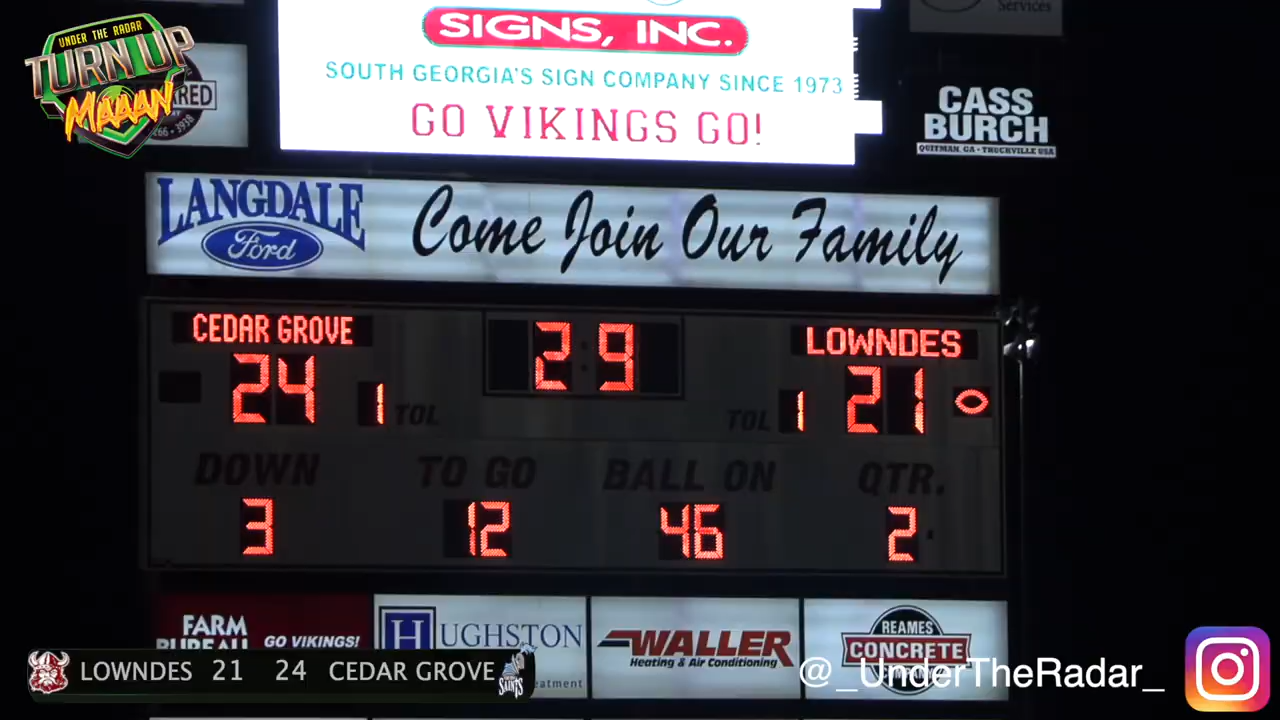 UNDER THE RADAR
TURN UP
MAAAN
SIGNS, INC.
SOUTH GEORGIA'S SIGN COMPANY SINCE 1973
GO VIKINGS GO!
Services
CASS
BURCH
QUITMAN, GA - THUCKVILLE USA
LANGDALE
Ford
Come Join Our Family
CEDAR GROVE
2:9
LOWNDES
24 1 TOL
TOL 1 21
DOWN TO GO BALL ON QTR.
3 12 46 2
FARM
BUREAU
GO VIKINGS!
HUGHSTON
WALLER
Heating & Air Conditioning
REAMES
CONCRETE
LOWNDES 21 24 CEDAR GROVE
SAINTS
@_UnderTheRadar_